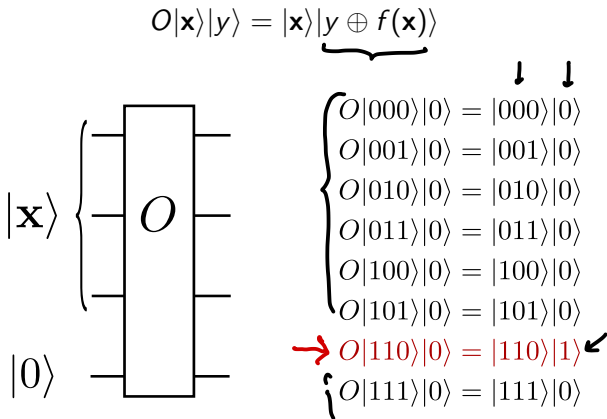 O|x⟩|y⟩ = |x⟩|y ⊕ f(x)⟩
O|000⟩|0⟩ = |000⟩|0⟩
O|001⟩|0⟩ = |001⟩|0⟩
O|010⟩|0⟩ = |010⟩|0⟩
O|011⟩|0⟩ = |011⟩|0⟩
O|100⟩|0⟩ = |100⟩|0⟩
O|101⟩|0⟩ = |101⟩|0⟩
O|110⟩|0⟩ = |110⟩|1⟩
O|111⟩|0⟩ = |111⟩|0⟩
|x⟩
O
|0⟩